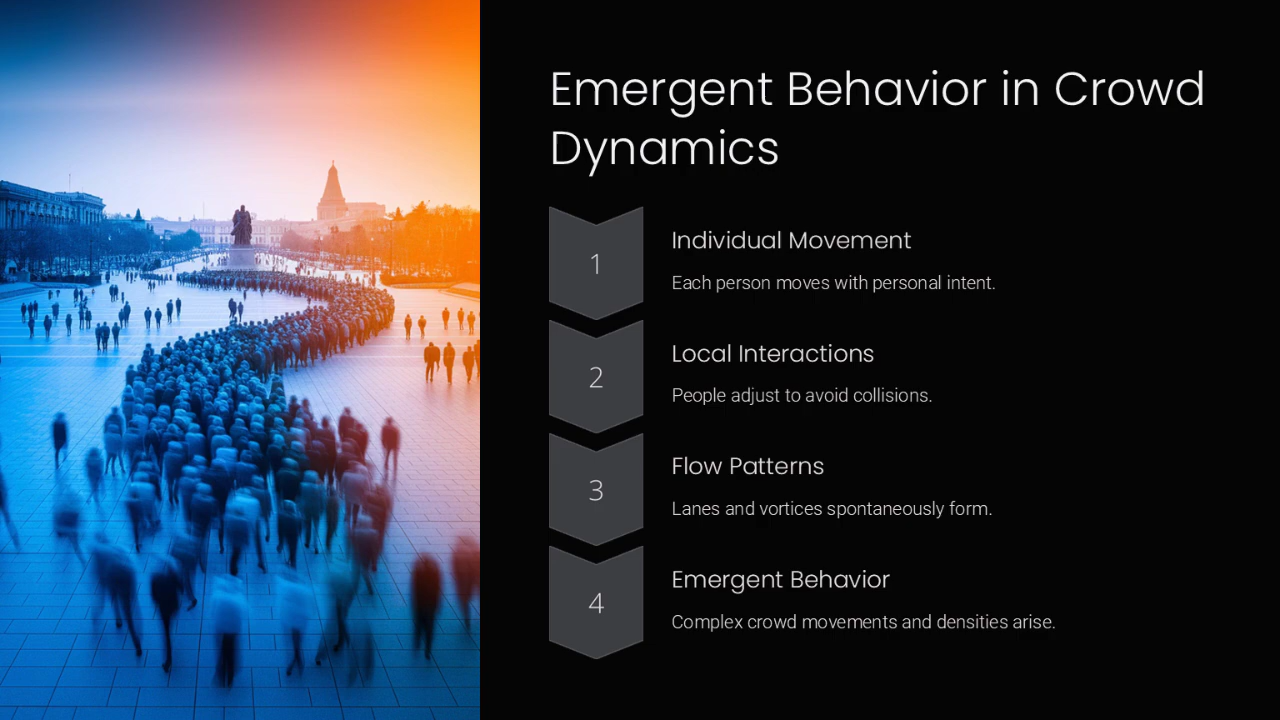 Emergent Behavior in Crowd
Dynamics
1
Individual Movement
Each person moves with personal intent.
2
Local Interactions
People adjust to avoid collisions.
3
Flow Patterns
Lanes and vortices spontaneously form.
4
Emergent Behavior
Complex crowd movements and densities arise.